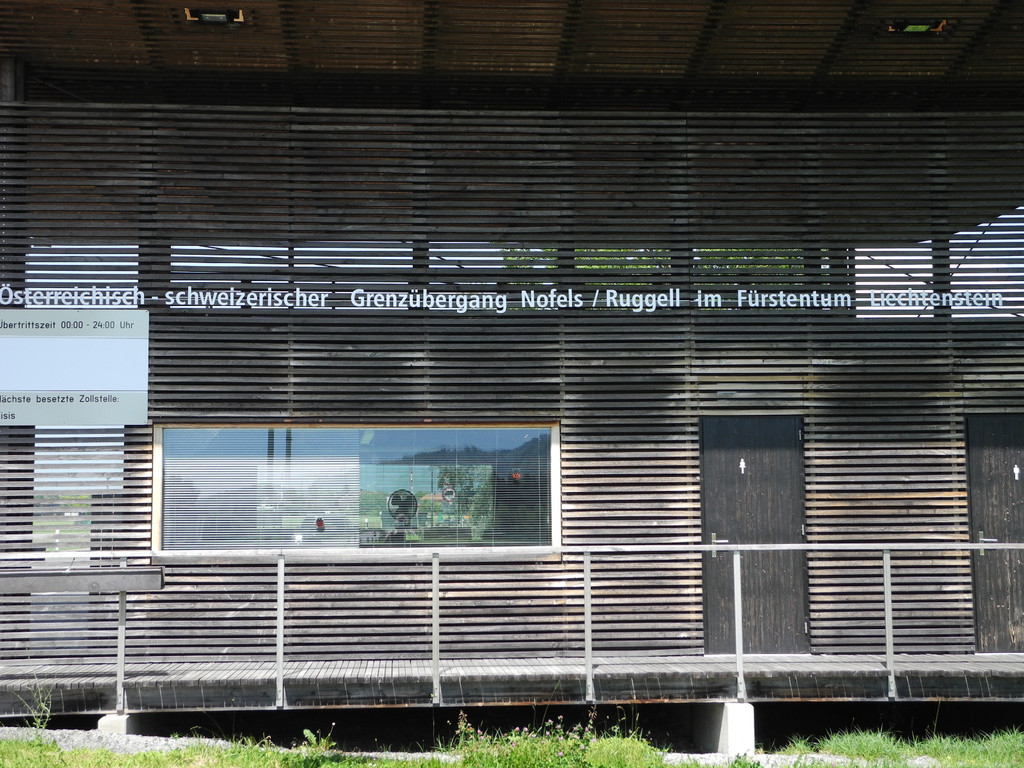 Österreichisch - schweizerischer Grenzübergang Nofels / Ruggell im Fürstentum Liechtenstein
Übertrittszeit 00:00 - 24:00 Uhr
Nächste besetzte Zollstelle: